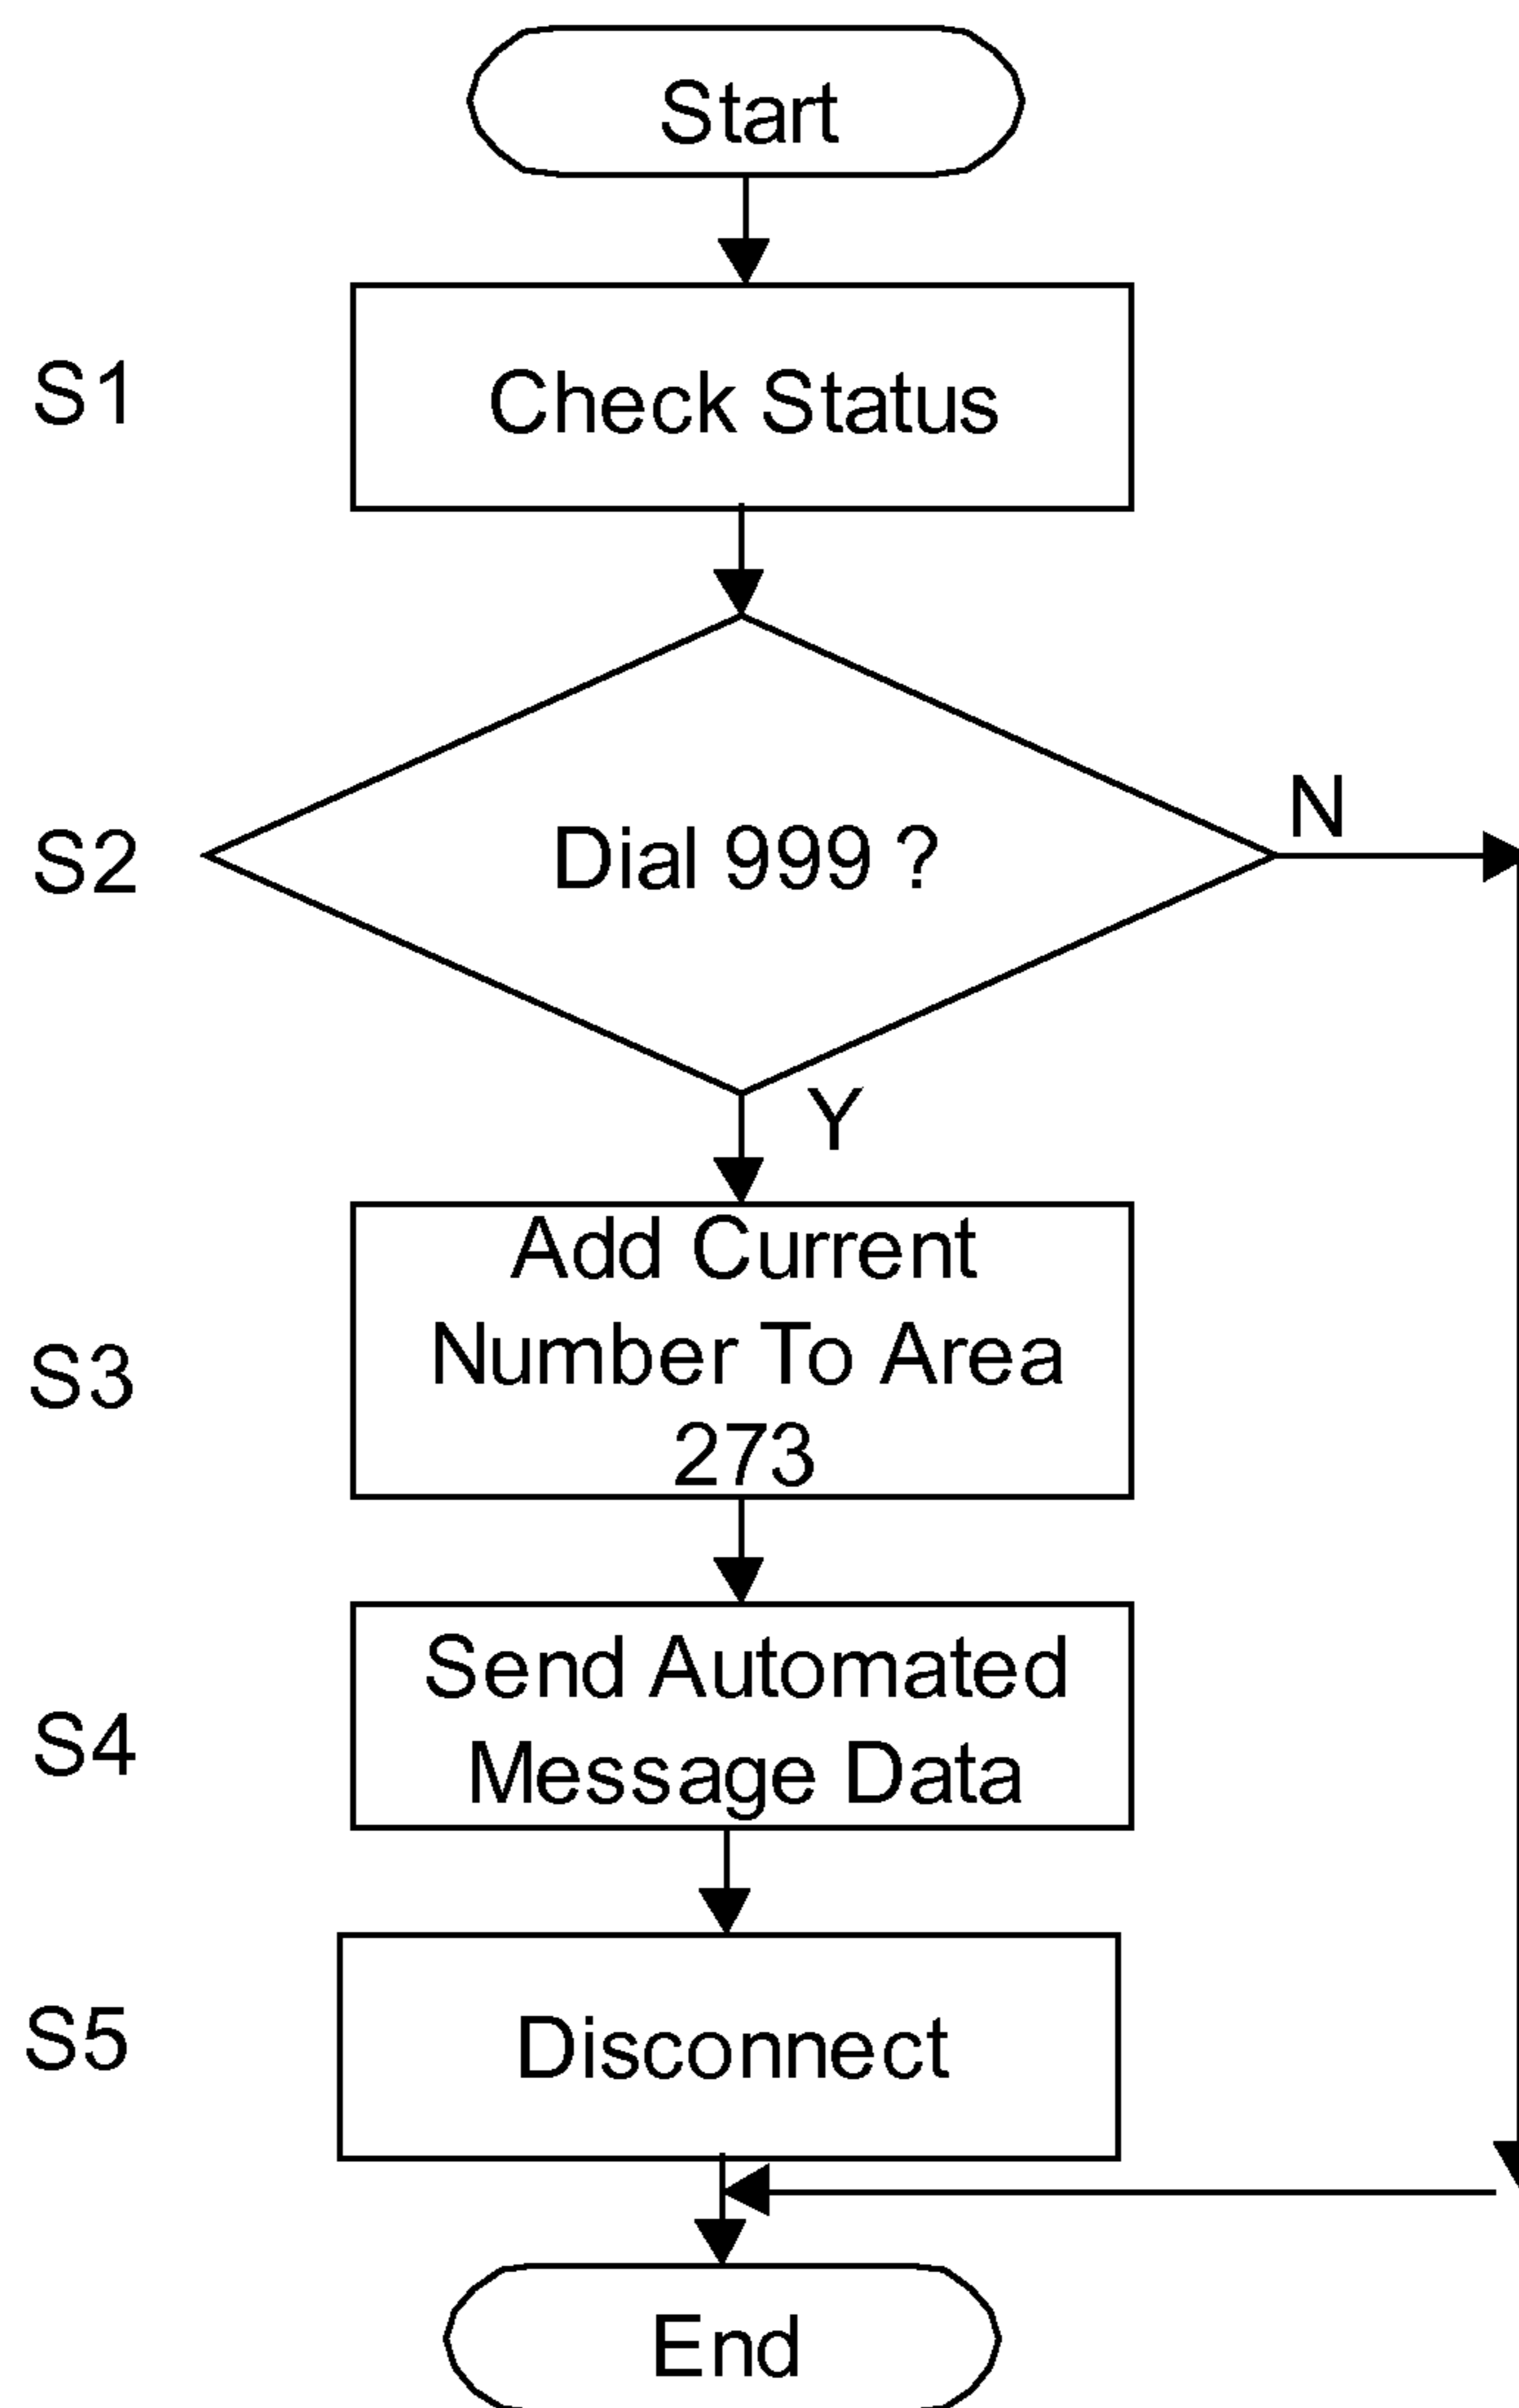 Start
S1
Check Status
S2
Dial 999 ?
N
Y
S3
Add Current
Number To Area
273
S4
Send Automated
Message Data
S5
Disconnect
End